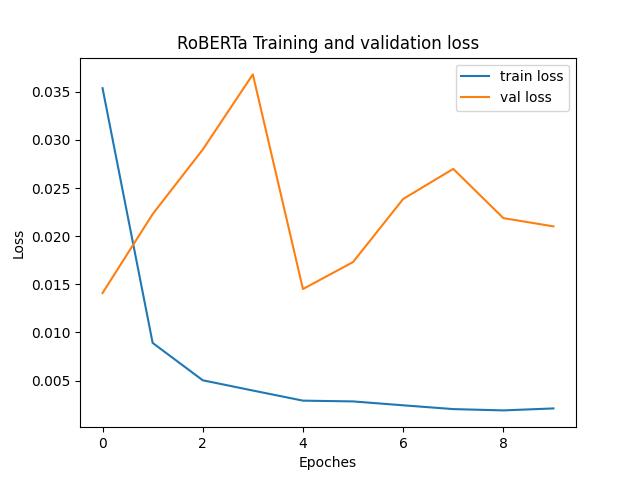 RoBERTa Training and validation loss
train loss
val loss
0.035
0.030
0.025
0.020
0.015
0.010
0.005
Loss
0
2
4
6
8
Epoches